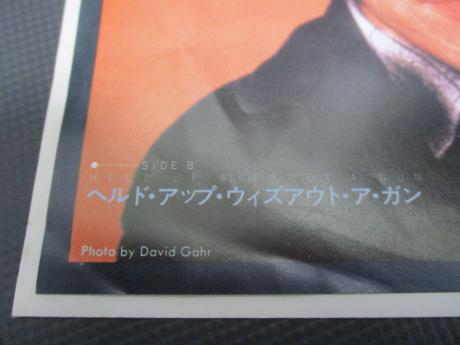 SIDE B
HELD UP WITHOUT A GUN
ヘルド・アップ・ウィズアウト・ア・ガン
Photo by David Gahr